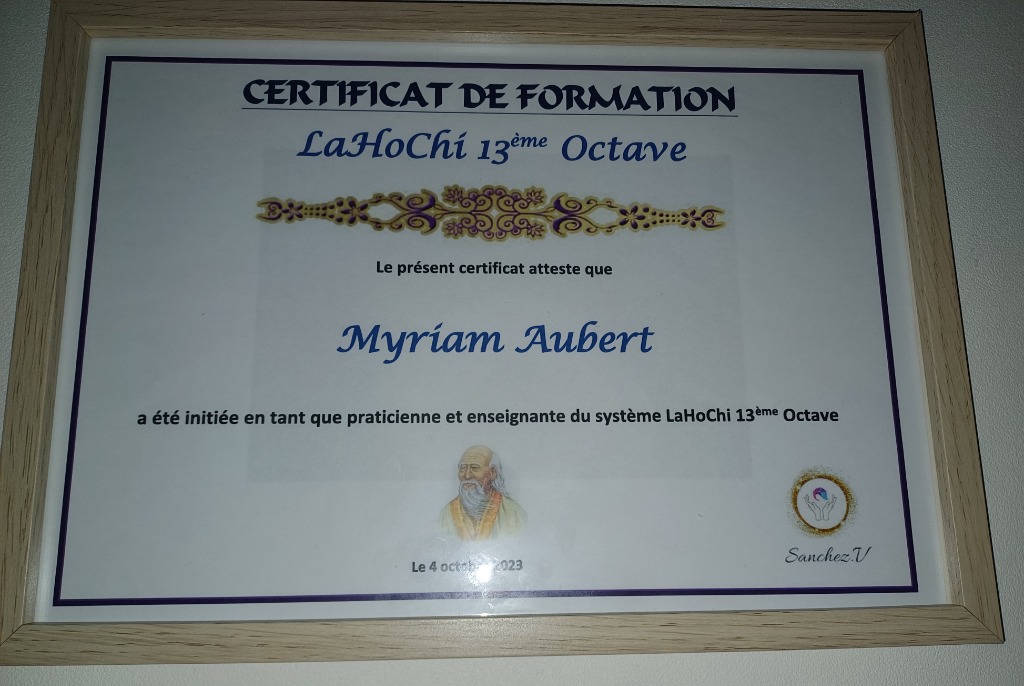 CERTIFICAT DE FORMATION
LaHoChi 13ème Octave
Le présent certificat atteste que
Myriam Aubert
a été initiée en tant que praticienne et enseignante du système LaHoChi 13ème Octave
Le 4 octobre 2023
Sanchez.V